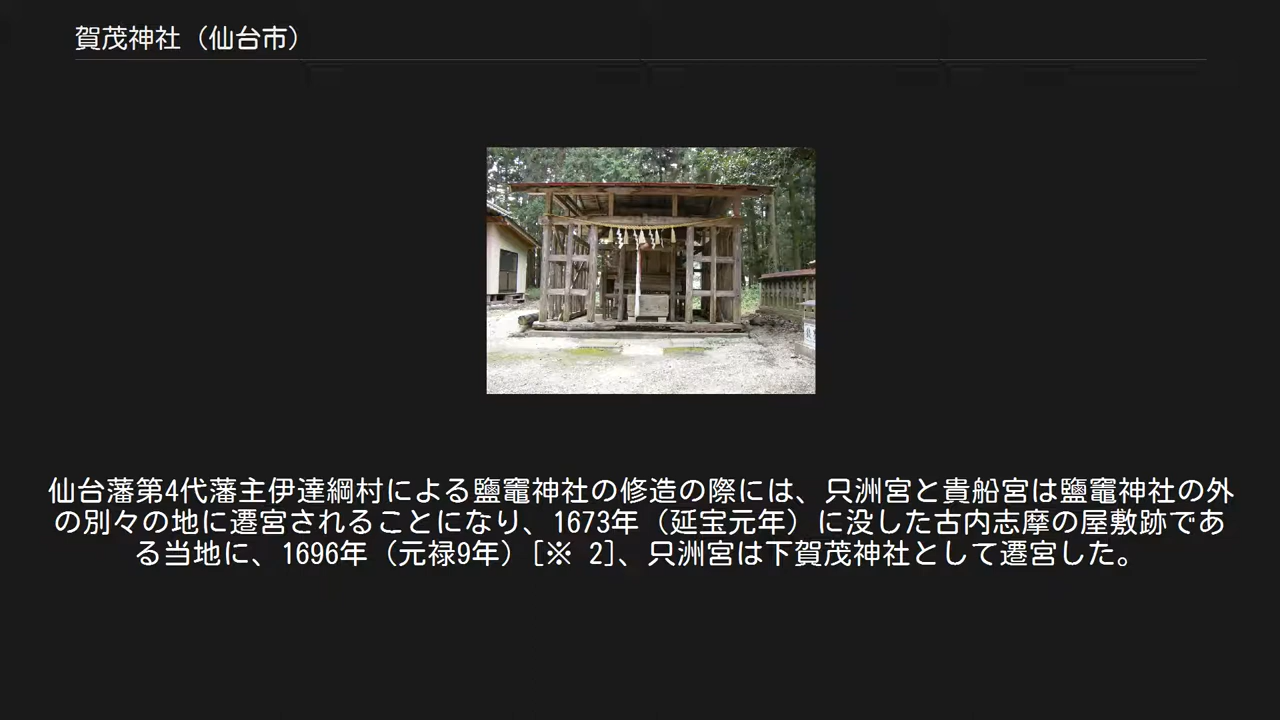 賀茂神社（仙台市）
仙台藩第4代藩主伊達綱村による鹽竈神社の修造の際には、只洲宮と貴船宮は鹽竈神社の外
の別々の地に遷宮されることになり、1673年（延宝元年）に没した古内志摩の屋敷跡であ
る当地に、1696年（元禄9年）[※ 2]、只洲宮は下賀茂神社として遷宮した。